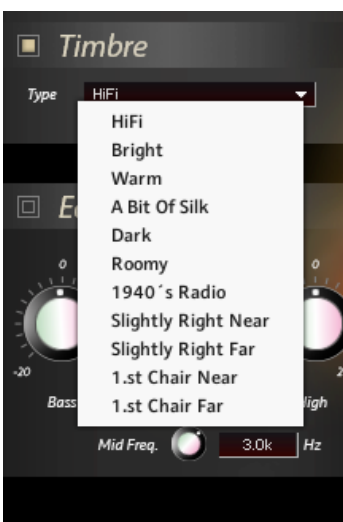 Timbre
Type HiFi
HiFi
Bright
Warm
A Bit Of Silk
Dark
Roomy
1940´s Radio
Slightly Right Near
Slightly Right Far
1.st Chair Near
1.st Chair Far
0 0
-20
Bass
Mid Freq. 3.0k Hz